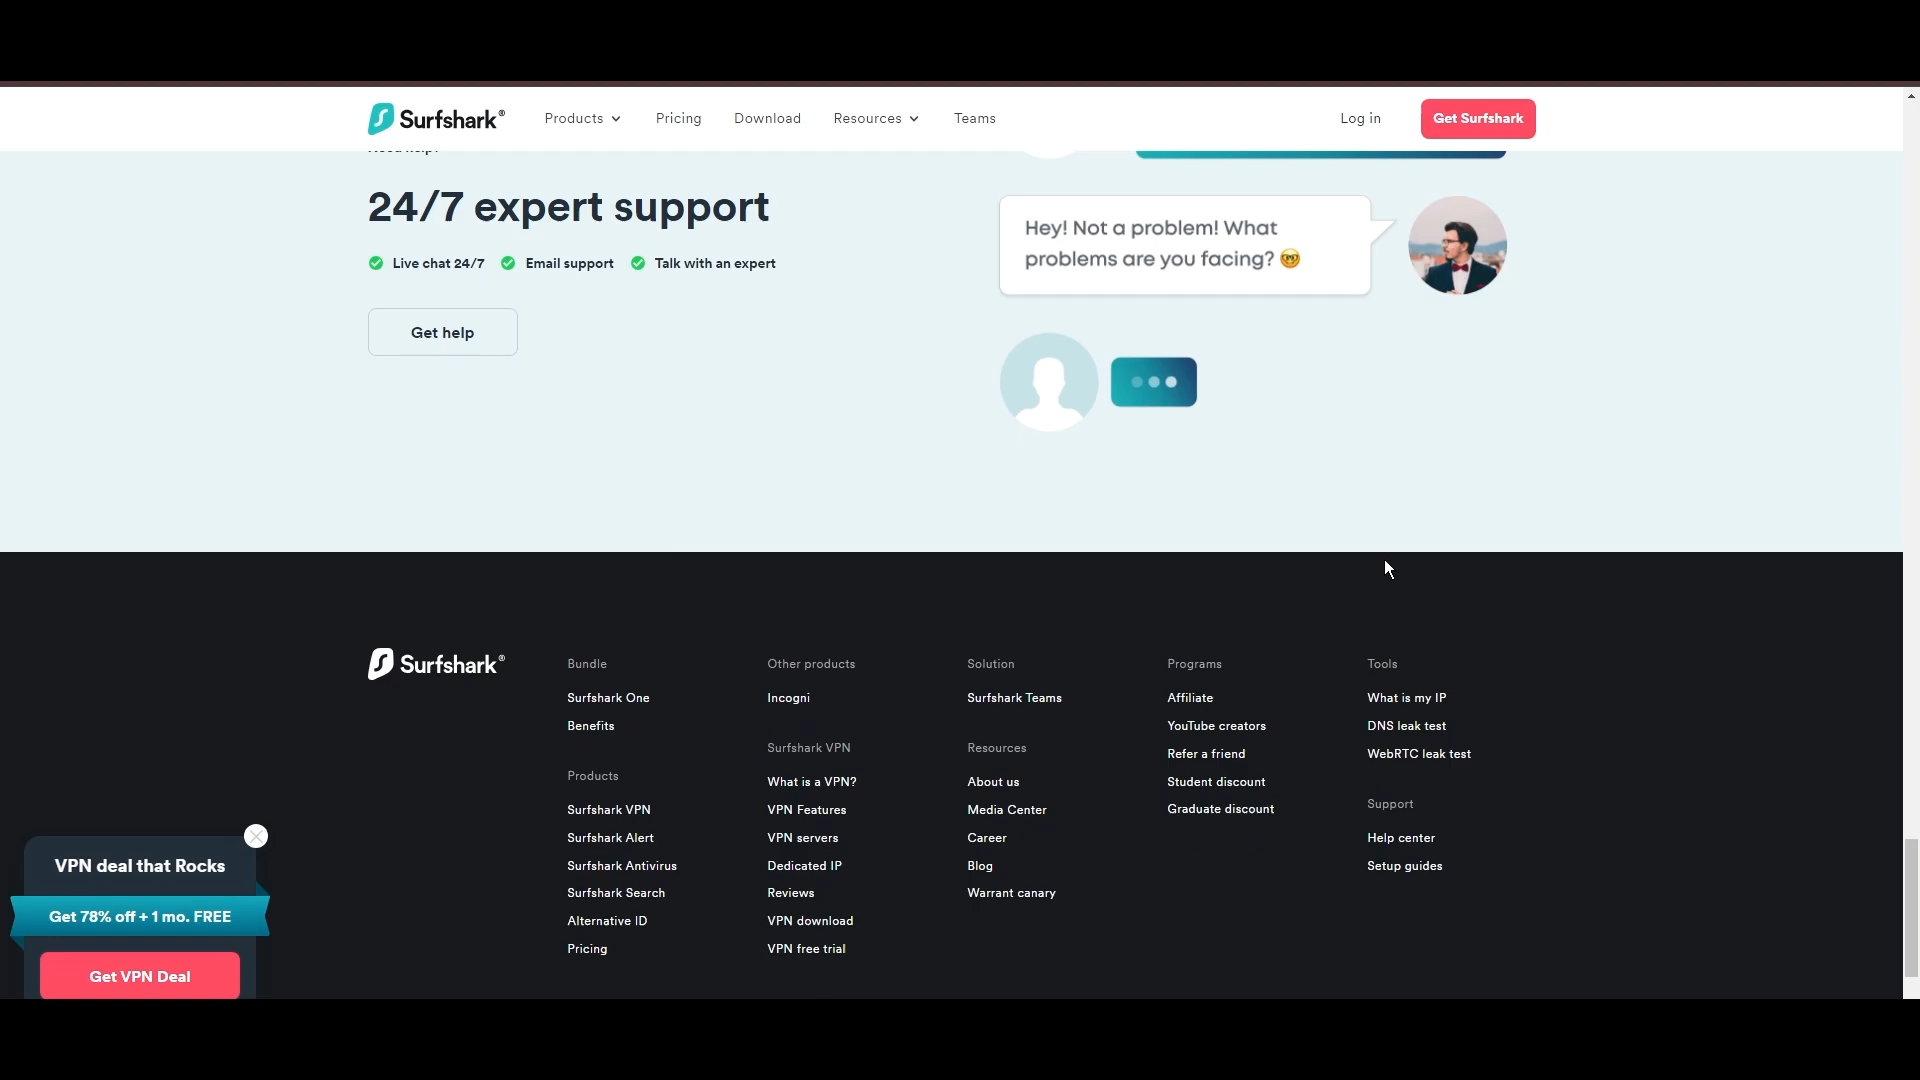 Surfshark®
Products
Pricing
Download
Resources
Teams
Log in
Get Surfshark
Need help?
24/7 expert support
Live chat 24/7
Email support
Talk with an expert
Get help
Hey! Not a problem! What
problems are you facing? 🤓
Surfshark®
Bundle
Surfshark One
Benefits
Products
Surfshark VPN
Surfshark Alert
Surfshark Antivirus
Surfshark Search
Alternative ID
Pricing
Other products
Incogni
Surfshark VPN
What is a VPN?
VPN Features
VPN servers
Dedicated IP
Reviews
VPN download
VPN free trial
Solution
Surfshark Teams
Resources
About us
Media Center
Career
Blog
Warrant canary
Programs
Affiliate
YouTube creators
Refer a friend
Student discount
Graduate discount
Tools
What is my IP
DNS leak test
WebRTC leak test
Support
Help center
Setup guides
VPN deal that Rocks
Get 78% off + 1 mo. FREE
Get VPN Deal